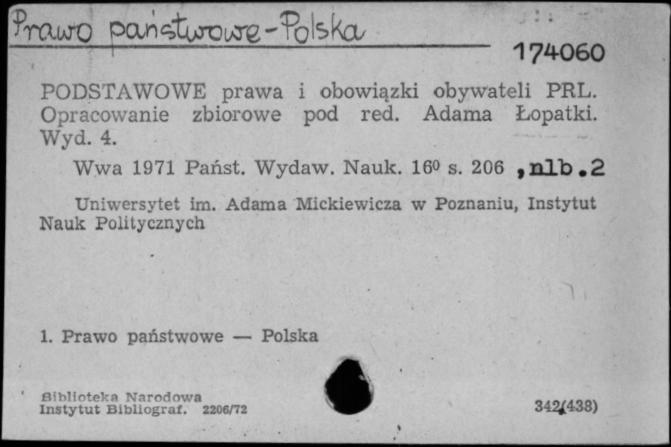 Prawo państwowe - Polska
174060
PODSTAWOWE prawa i obowiązki obywateli PRL.
Opracowanie zbiorowe pod red. Adama Łopatki.
Wyd. 4.
Wwa 1971 Państ. Wydaw. Nauk. 16⁰ s. 206 , nlb. 2
Uniwersytet im. Adama Mickiewicza w Poznaniu, Instytut
Nauk Politycznych
1. Prawo państwowe — Polska
Biblioteka Narodowa
Instytut Bibliograf. 2206/72
342(438)